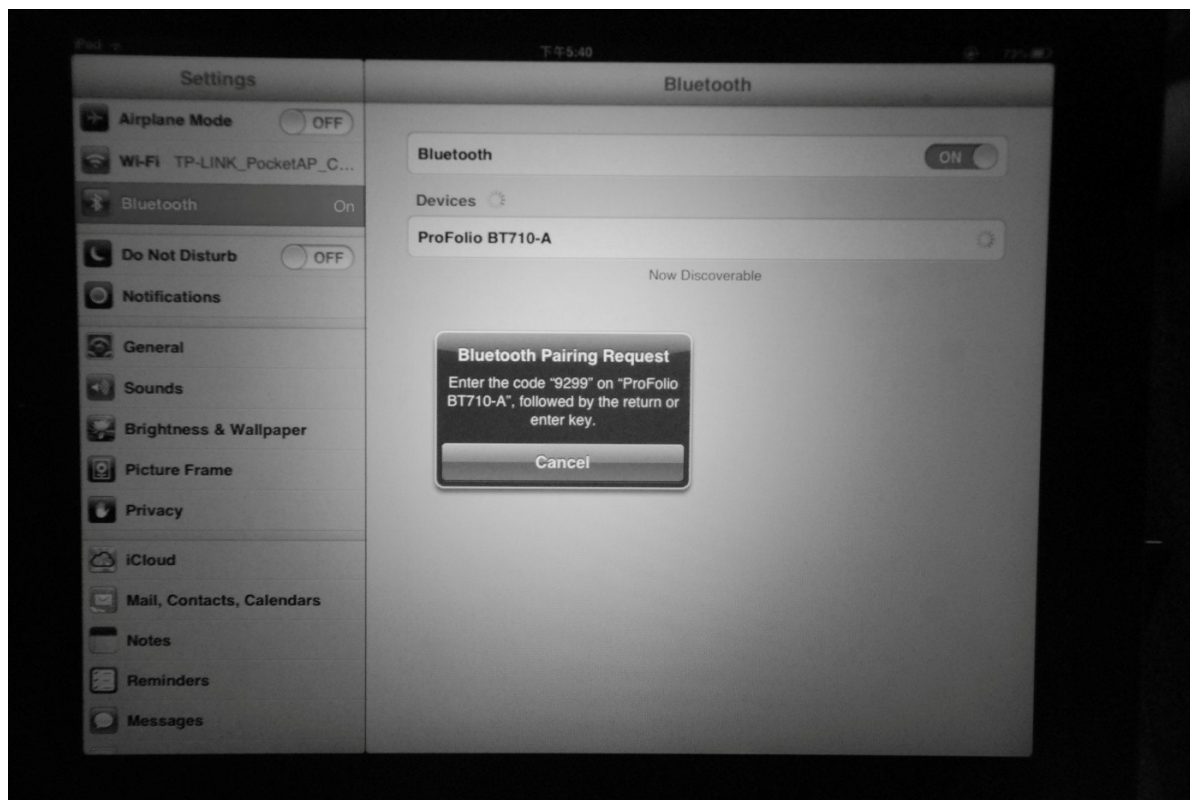 iPad
下午5:40
72%
Settings
Bluetooth
Airplane Mode
OFF
Wi-Fi
TP-LINK_PocketAP_C...
Bluetooth
On
Do Not Disturb
OFF
Notifications
General
Sounds
Brightness & Wallpaper
Picture Frame
Privacy
iCloud
Mail, Contacts, Calendars
Notes
Reminders
Messages
Bluetooth
ON
Devices
ProFolio BT710-A
Now Discoverable
Bluetooth Pairing Request
Enter the code “9299” on “ProFolio
BT710-A”, followed by the return or
enter key.
Cancel